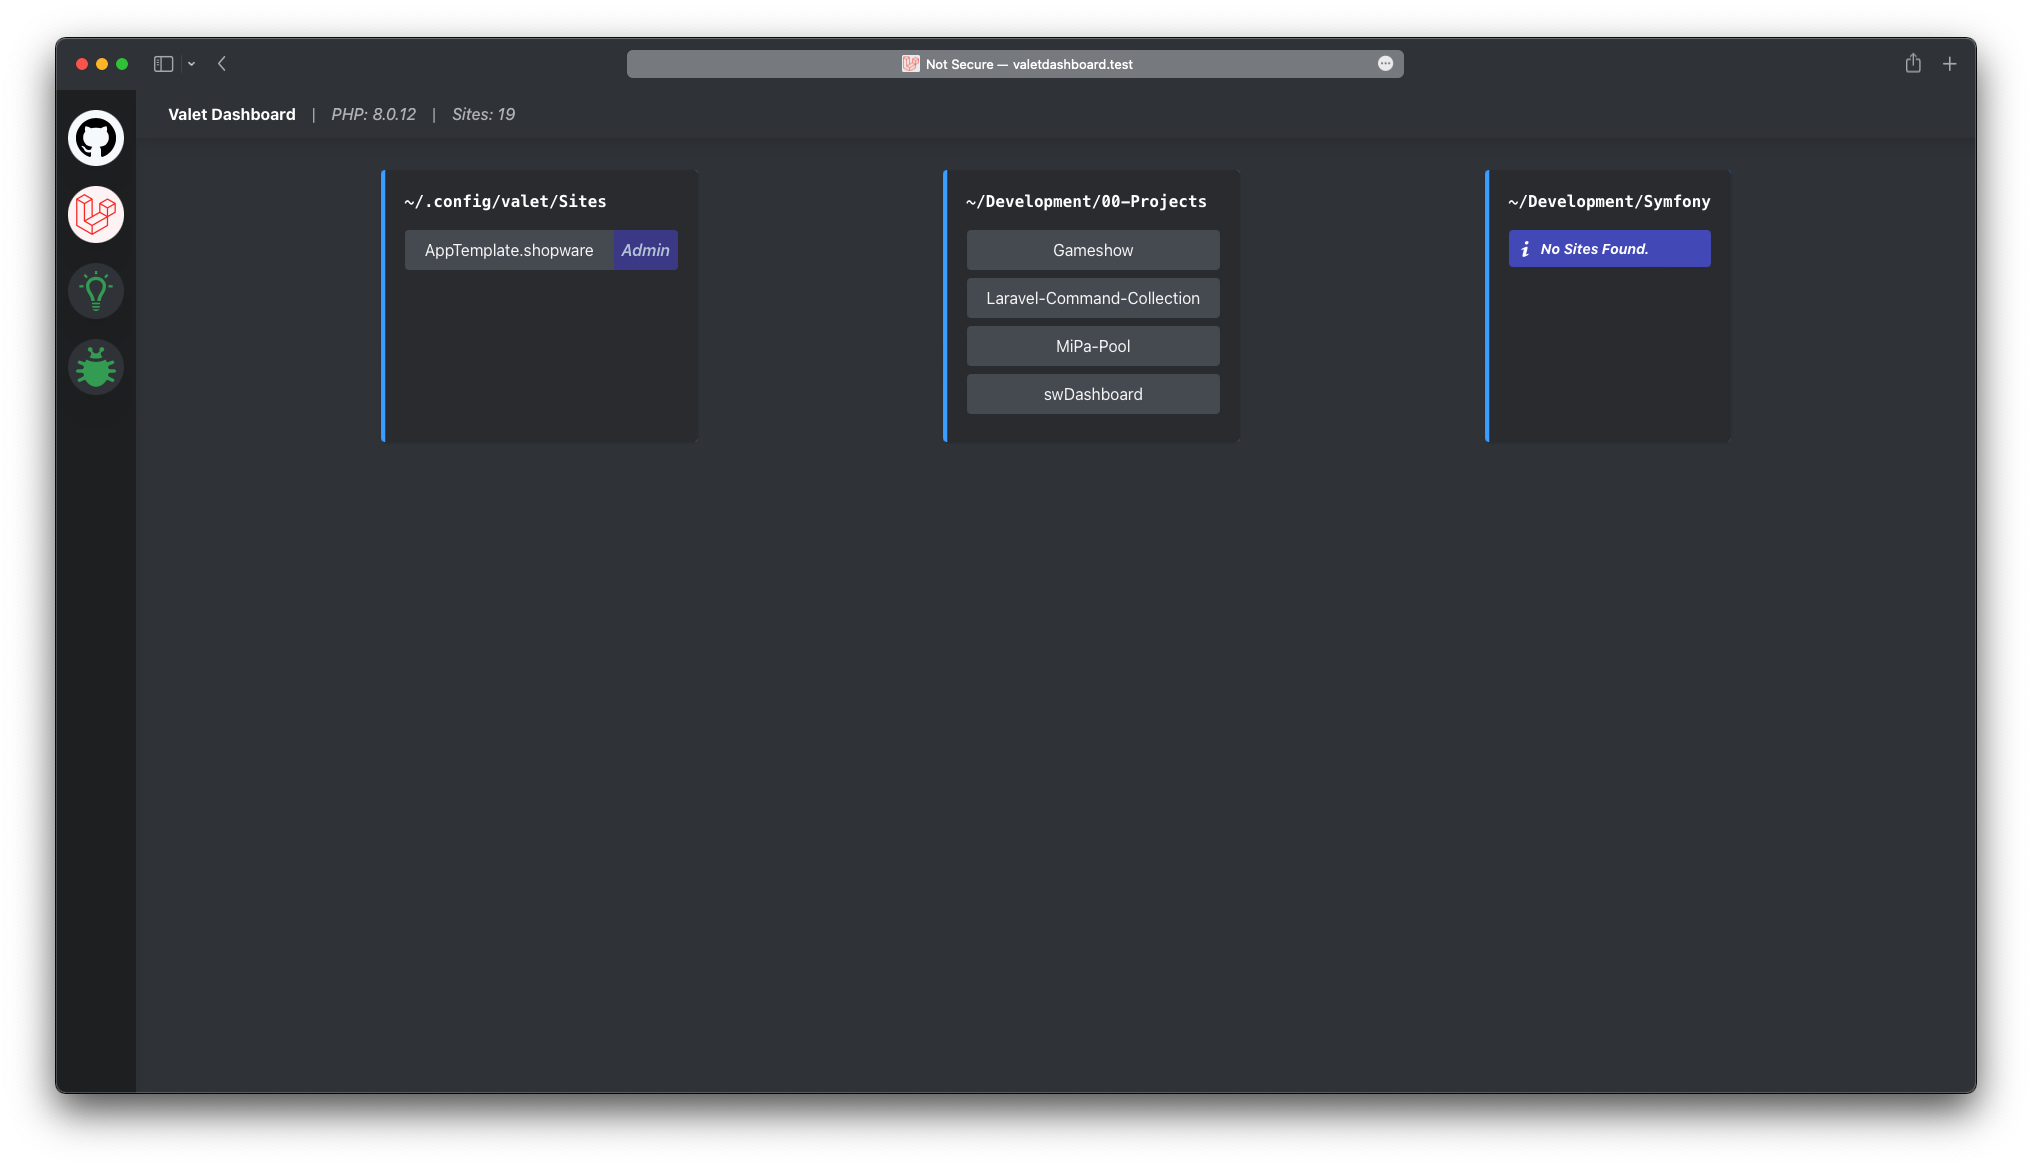 Not Secure — valetdashboard.test
Valet Dashboard | PHP: 8.0.12 | Sites: 19
~/.config/valet/Sites
AppTemplate.shopware Admin
~/Development/00-Projects
Gameshow
Laravel-Command-Collection
MiPa-Pool
swDashboard
~/Development/Symfony
No Sites Found.